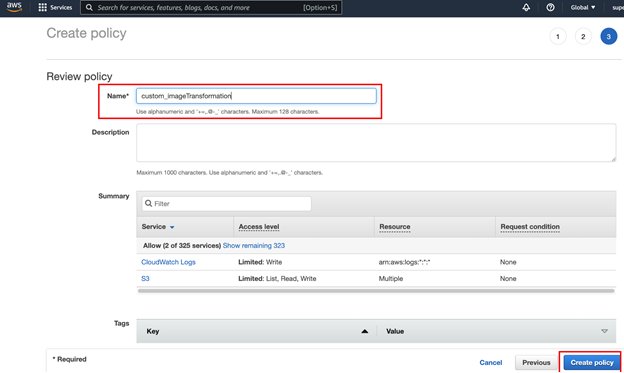 aws Services Search for services, features, blogs, docs, and more [Option+S] Global
Create policy 1 2 3
Review policy
Name* custom_imageTransformation
Use alphanumeric and '+=,.@-_' characters. Maximum 128 characters.
Description
Maximum 1000 characters. Use alphanumeric and '+=,.@-_' characters.
Summary Filter
Service Access level Resource Request condition
Allow (2 of 325 services) Show remaining 323
CloudWatch Logs Limited: Write arn:aws:logs:*:*:* None
S3 Limited: List, Read, Write Multiple None
Tags Key Value
* Required Cancel Previous Create policy